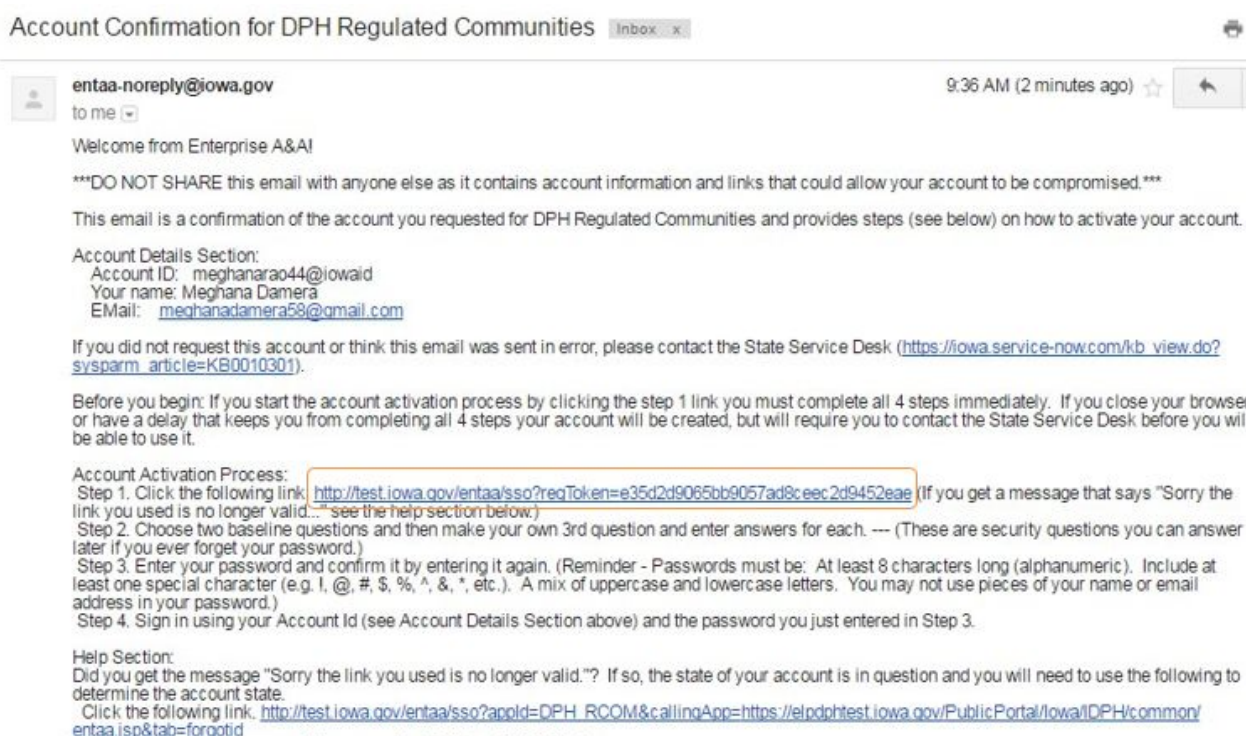 Account Confirmation for DPH Regulated Communities Inbox x
entaa-noreply@iowa.gov 9:36 AM (2 minutes ago)
to me
Welcome from Enterprise A&A!
***DO NOT SHARE this email with anyone else as it contains account information and links that could allow your account to be compromised.***
This email is a confirmation of the account you requested for DPH Regulated Communities and provides steps (see below) on how to activate your account.
Account Details Section:
Account ID: meghanarao44@iowaid
Your name: Meghana Damera
EMail: meghanadamera58@gmail.com
If you did not request this account or think this email was sent in error, please contact the State Service Desk (https://iowa.service-now.com/kb_view.do?
sysparm_article=KB0010301).
Before you begin: If you start the account activation process by clicking the step 1 link you must complete all 4 steps immediately. If you close your browser
or have a delay that keeps you from completing all 4 steps your account will be created, but will require you to contact the State Service Desk before you wil
be able to use it.
Account Activation Process:
Step 1. Click the following link. http://test.iowa.gov/entaa/sso?reqToken=e35d2d9065bb9057ad8ceec2d9452eae (If you get a message that says "Sorry the
link you used is no longer valid..." see the help section below.)
Step 2. Choose two baseline questions and then make your own 3rd question and enter answers for each. --- (These are security questions you can answer
later if you ever forget your password.)
Step 3. Enter your password and confirm it by entering it again. (Reminder - Passwords must be: At least 8 characters long (alphanumeric). Include at
least one special character (e.g. !, @, #, $, %, ^, &, *, etc.). A mix of uppercase and lowercase letters. You may not use pieces of your name or email
address in your password.)
Step 4. Sign in using your Account Id (see Account Details Section above) and the password you just entered in Step 3.
Help Section:
Did you get the message "Sorry the link you used is no longer valid."? If so, the state of your account is in question and you will need to use the following to
determine the account state.
Click the following link. http://test.iowa.gov/entaa/sso?appId=DPH_RCOM&callingApp=https://elpdphtest.iowa.gov/PublicPortal/Iowa/IDPH/common/
entaa.jsp&tab=forgotid